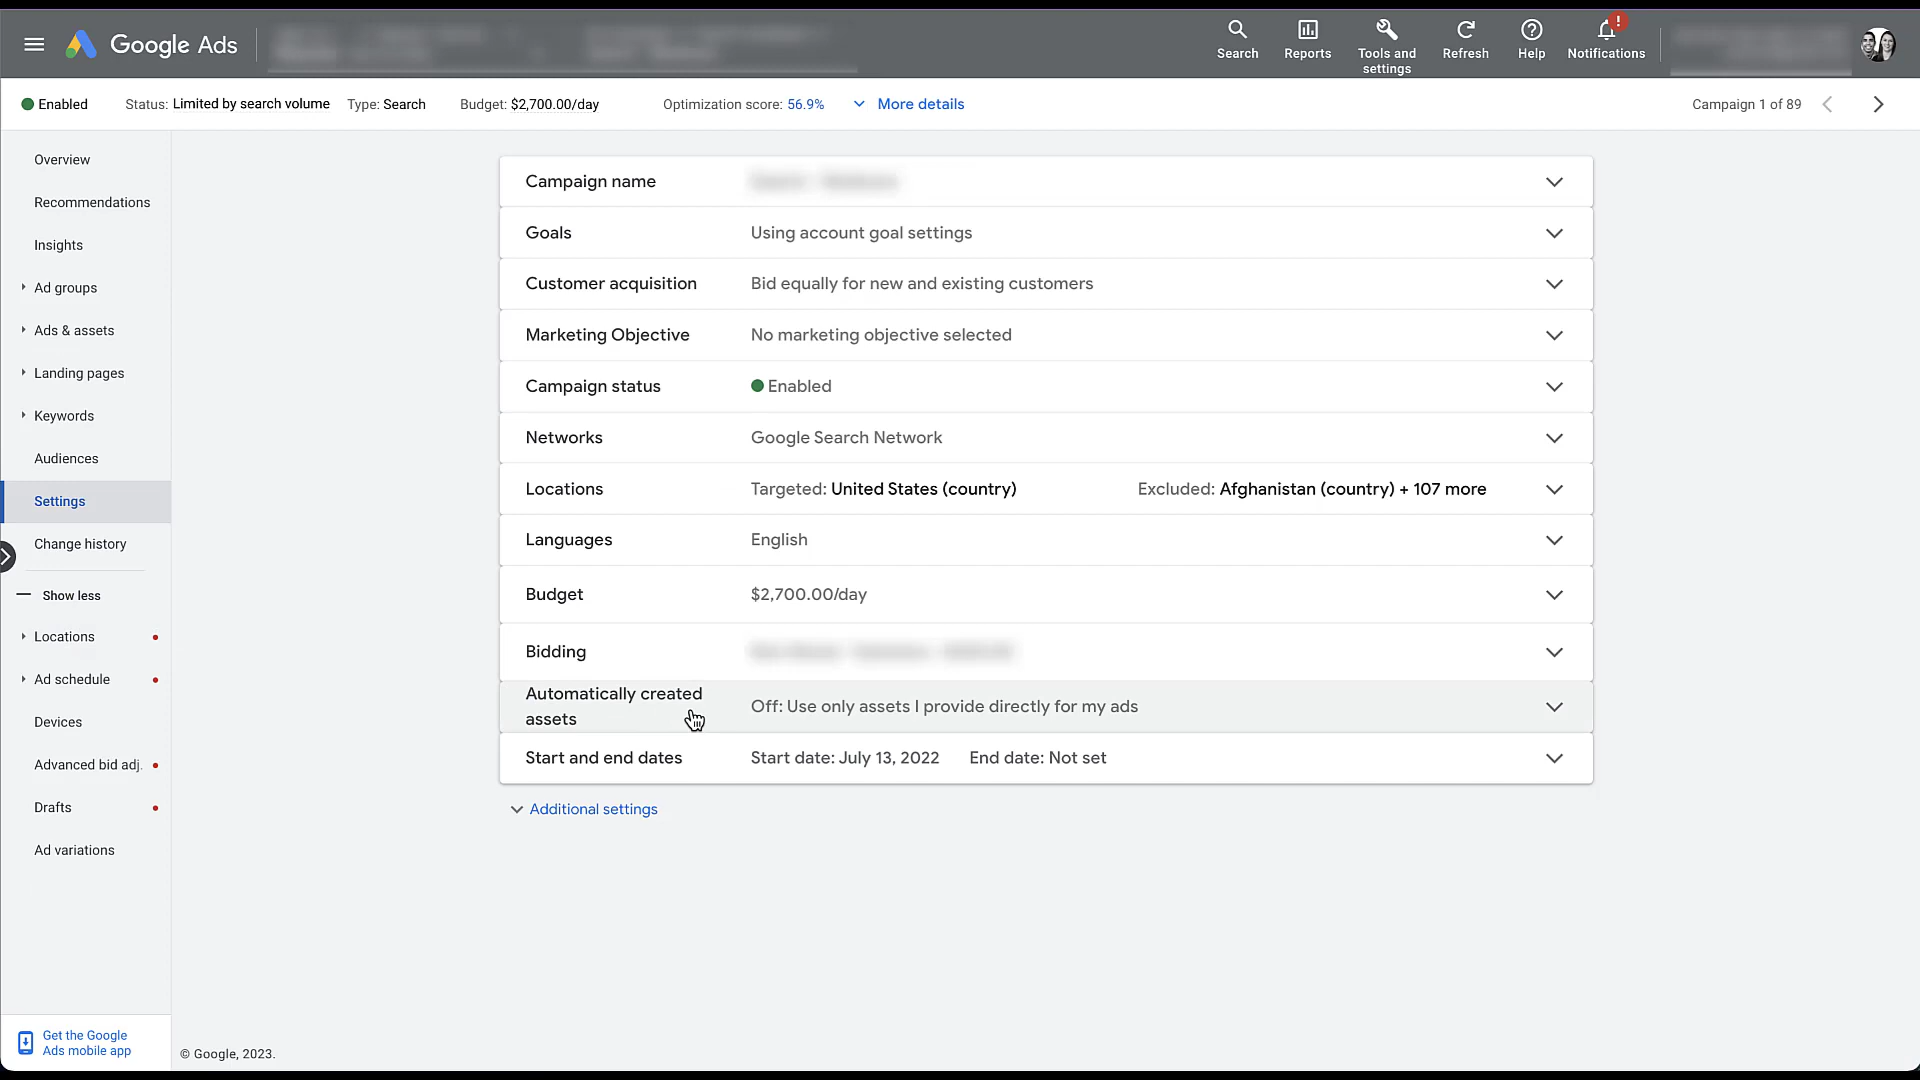 Google Ads
Search
Reports
Tools and
settings
Refresh
Help
!
Notifications
Enabled
Status: Limited by search volume
Type: Search
Budget: $2,700.00/day
Optimization score: 56.9%
More details
Campaign 1 of 89
Overview
Recommendations
Insights
Ad groups
Ads & assets
Landing pages
Keywords
Audiences
Settings
Change history
Show less
Locations
Ad schedule
Devices
Advanced bid adj.
Drafts
Ad variations
Get the Google
Ads mobile app
Campaign name
Goals
Using account goal settings
Customer acquisition
Bid equally for new and existing customers
Marketing Objective
No marketing objective selected
Campaign status
Enabled
Networks
Google Search Network
Locations
Targeted: United States (country)
Excluded: Afghanistan (country) + 107 more
Languages
English
Budget
$2,700.00/day
Bidding
Automatically created
assets
Off: Use only assets I provide directly for my ads
Start and end dates
Start date: July 13, 2022
End date: Not set
Additional settings
© Google, 2023.